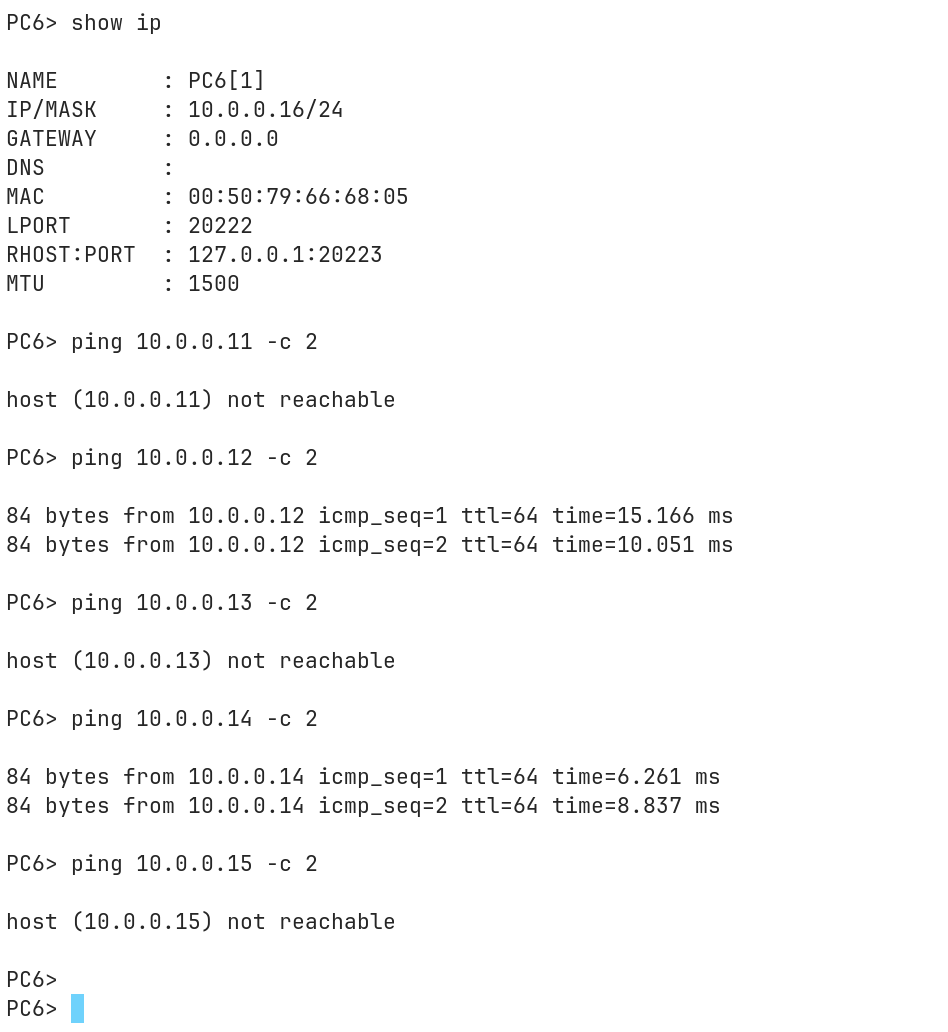 PC6> show ip
NAME        : PC6[1]
IP/MASK     : 10.0.0.16/24
GATEWAY     : 0.0.0.0
DNS         :
MAC         : 00:50:79:66:68:05
LPORT       : 20222
RHOST:PORT  : 127.0.0.1:20223
MTU         : 1500
PC6> ping 10.0.0.11 -c 2
host (10.0.0.11) not reachable
PC6> ping 10.0.0.12 -c 2
84 bytes from 10.0.0.12 icmp_seq=1 ttl=64 time=15.166 ms
84 bytes from 10.0.0.12 icmp_seq=2 ttl=64 time=10.051 ms
PC6> ping 10.0.0.13 -c 2
host (10.0.0.13) not reachable
PC6> ping 10.0.0.14 -c 2
84 bytes from 10.0.0.14 icmp_seq=1 ttl=64 time=6.261 ms
84 bytes from 10.0.0.14 icmp_seq=2 ttl=64 time=8.837 ms
PC6> ping 10.0.0.15 -c 2
host (10.0.0.15) not reachable
PC6>
PC6>